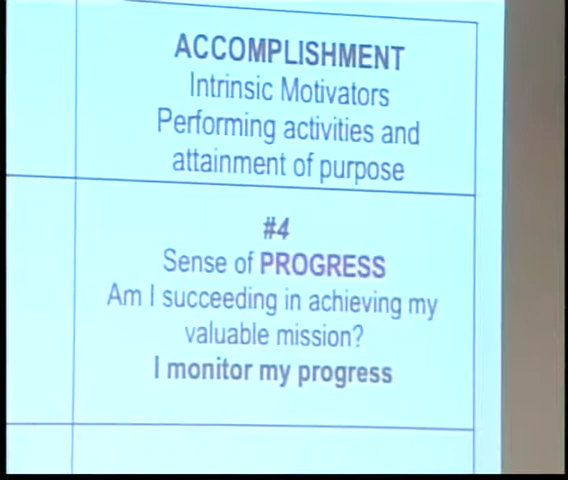 ACCOMPLISHMENT
Intrinsic Motivators
Performing activities and
attainment of purpose
#4
Sense of PROGRESS
Am I succeeding in achieving my
valuable mission?
I monitor my progress